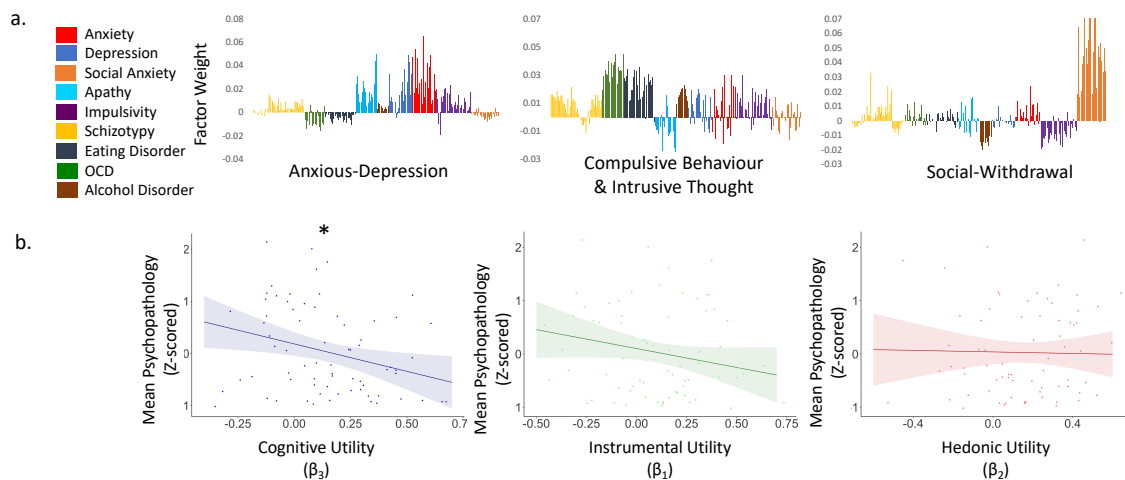 a.
Anxiety
Depression
Social Anxiety
Apathy
Impulsivity
Schizotypy
Eating Disorder
OCD
Alcohol Disorder
Factor Weight
0.08
0.06
0.04
0.02
0.00
-0.02
-0.04
Anxious-Depression
0.07
0.05
0.03
0.01
-0.01
-0.03
Compulsive Behaviour
& Intrusive Thought
0.07
0.06
0.05
0.04
0.03
0.02
0.01
0.00
-0.01
-0.02
-0.03
Social-Withdrawal
b.
*
Mean Psychopathology
(Z-scored)
2
1
0
1
-0.25
0.00
0.25
0.50
0.7
Cognitive Utility
(β₃)
Mean Psychopathology
(Z-scored)
2
1
0
1
-0.50
-0.25
0.00
0.25
0.50
0.75
Instrumental Utility
(β₁)
Mean Psychopathology
(Z-scored)
2
1
0
1
-0.4
0.0
0.4
Hedonic Utility
(β₂)